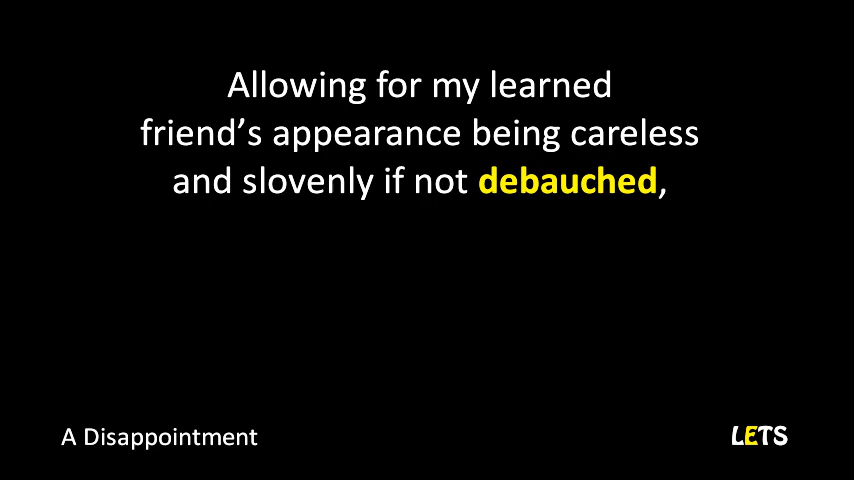 Allowing for my learned
friend’s appearance being careless
and slovenly if not debauched,
A Disappointment
LETS